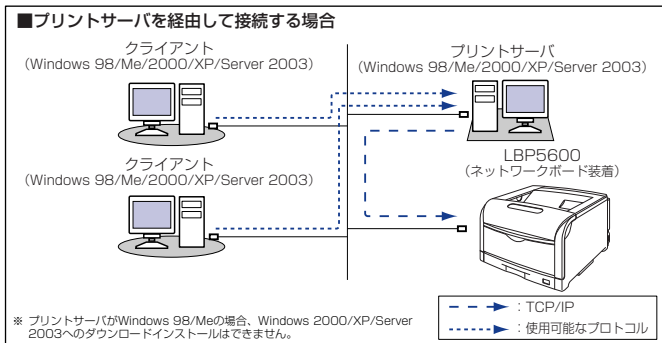 ■プリントサーバを経由して接続する場合
クライアント
(Windows 98/Me/2000/XP/Server 2003)
プリントサーバ
(Windows 98/Me/2000/XP/Server 2003)
クライアント
(Windows 98/Me/2000/XP/Server 2003)
LBP5600
(ネットワークボード装着)
※ プリントサーバがWindows 98/Meの場合、Windows 2000/XP/Server
2003へのダウンロードインストールはできません。
：TCP/IP
：使用可能なプロトコル